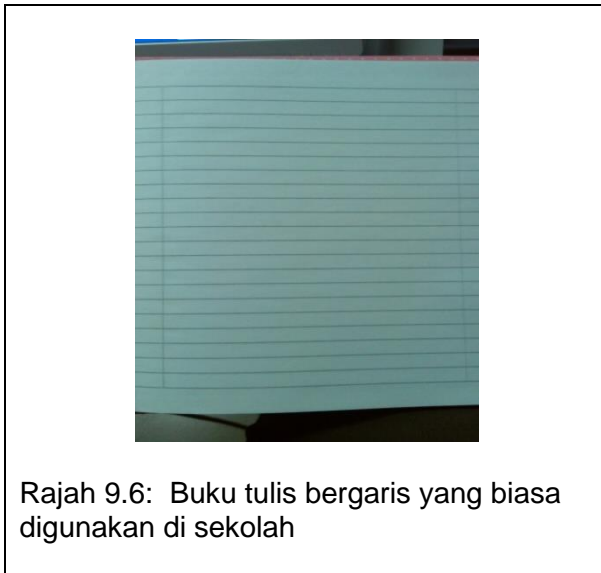 Rajah 9.6:  Buku tulis bergaris yang biasa
digunakan di sekolah